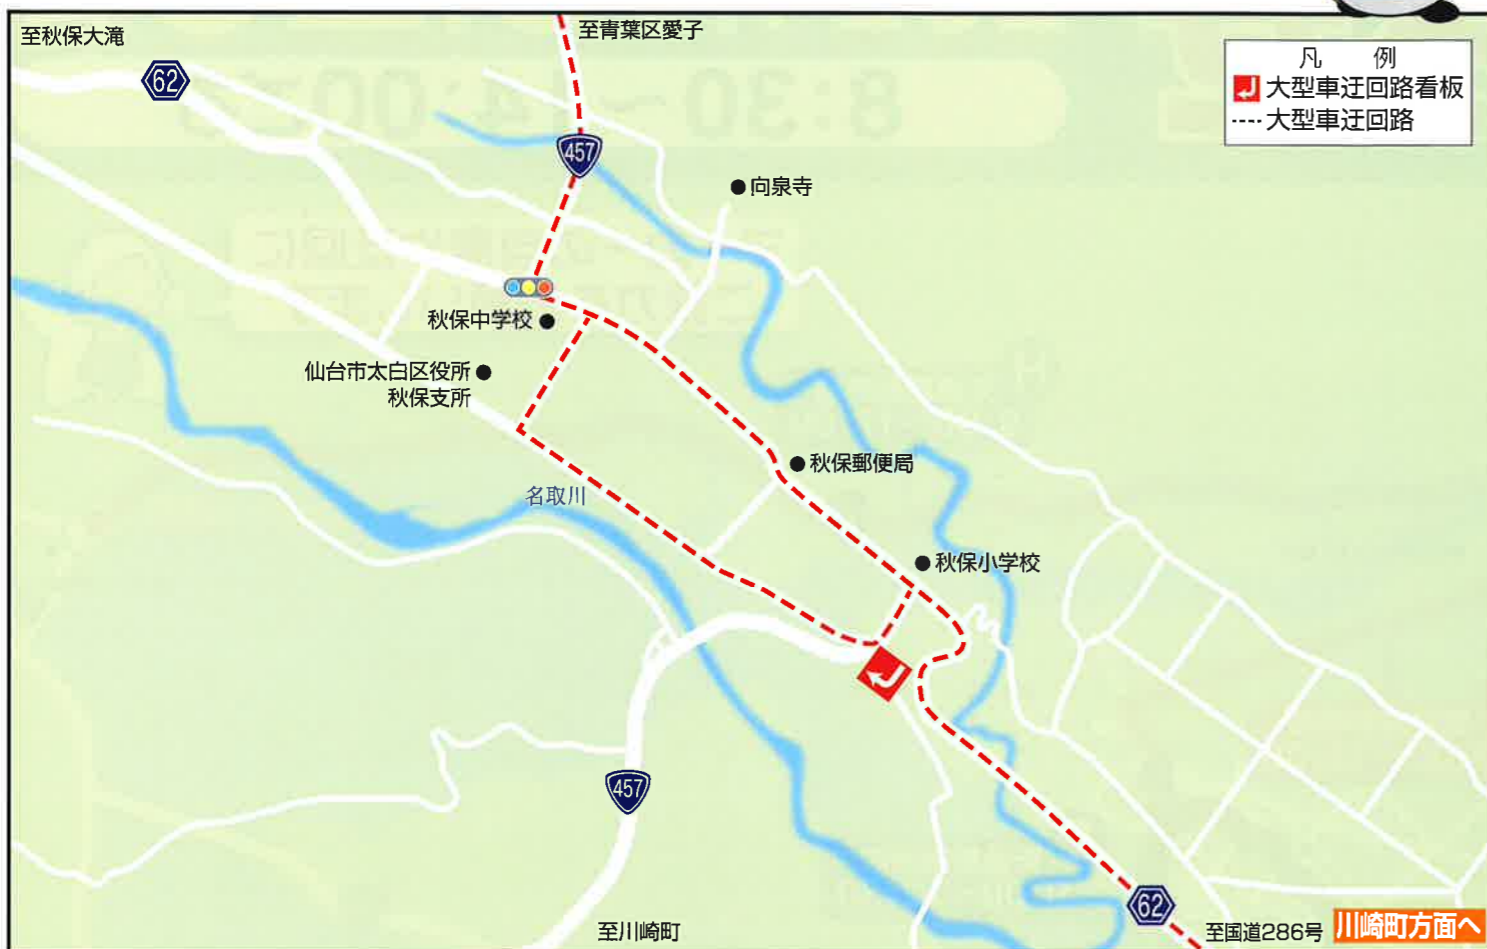 至秋保大滝
至青葉区愛子
凡 例
大型車迂回路看板
大型車迂回路
62
457
向泉寺
秋保中学校
仙台市太白区役所
秋保支所
秋保郵便局
名取川
秋保小学校
457
62
至川崎町
至国道286号
川崎町方面へ